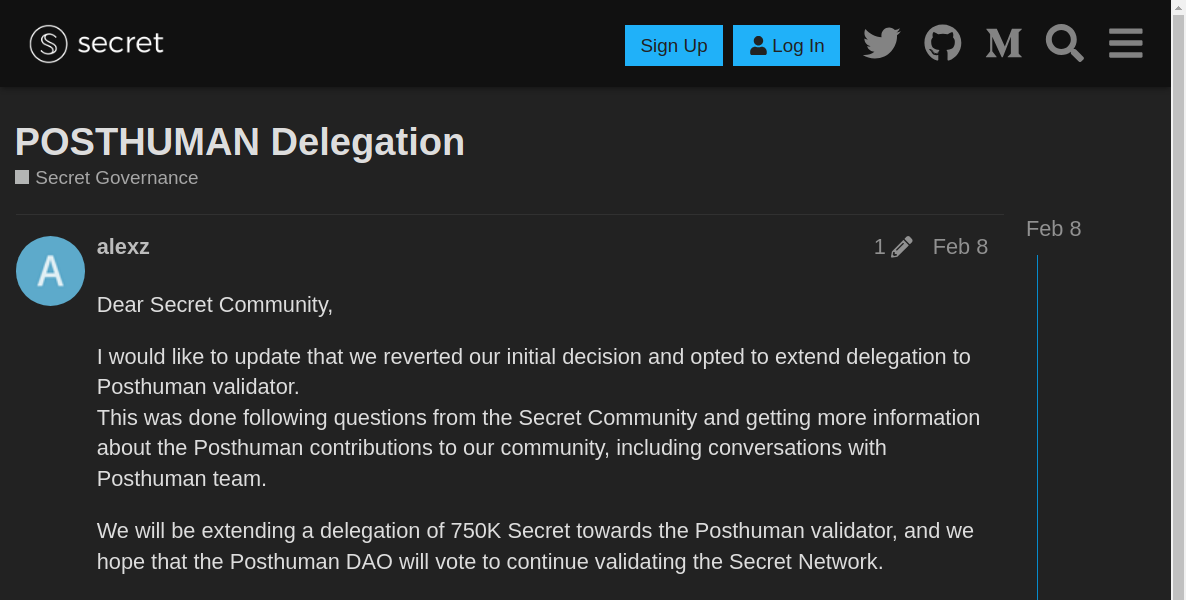 secret
Sign Up
Log In
POSTHUMAN Delegation
Secret Governance
Feb 8
A
alexz
1
Feb 8
Dear Secret Community,
I would like to update that we reverted our initial decision and opted to extend delegation to
Posthuman validator.
This was done following questions from the Secret Community and getting more information
about the Posthuman contributions to our community, including conversations with
Posthuman team.
We will be extending a delegation of 750K Secret towards the Posthuman validator, and we
hope that the Posthuman DAO will vote to continue validating the Secret Network.